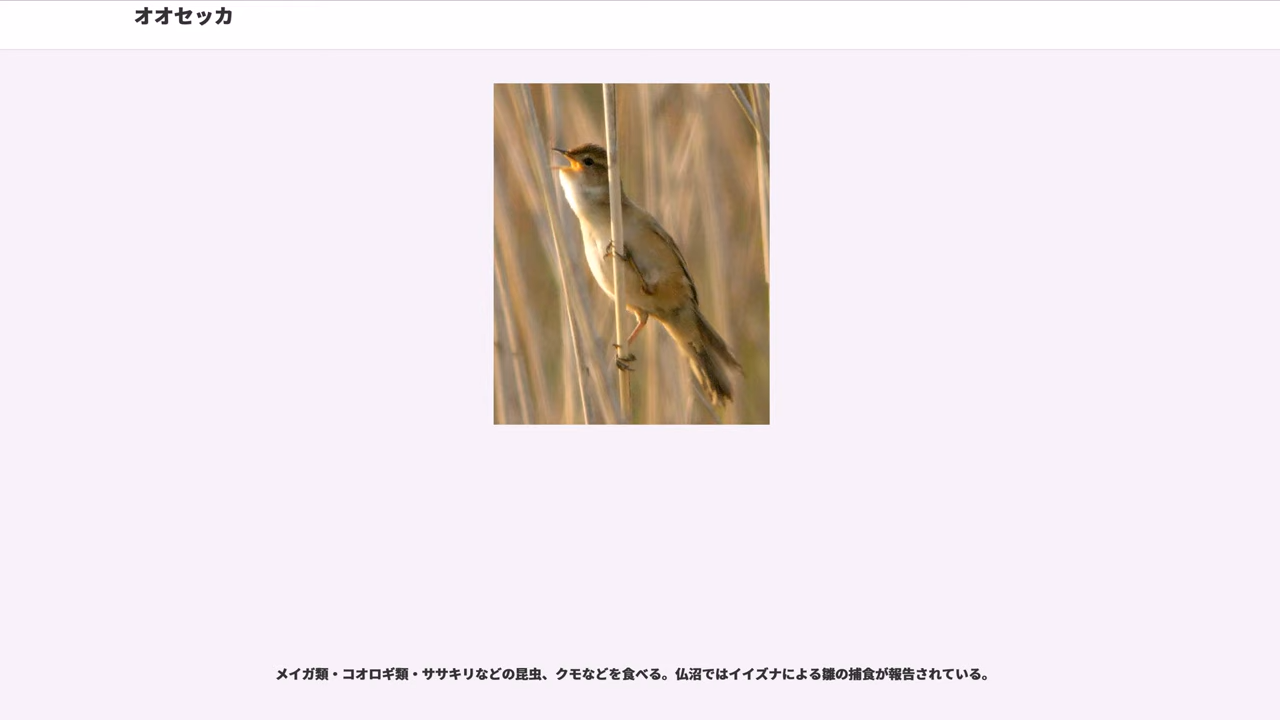 オオセッカ
メイガ類・コオロギ類・ササキリなどの昆虫、クモなどを食べる。仏沼ではイイズナによる雛の捕食が報告されている。